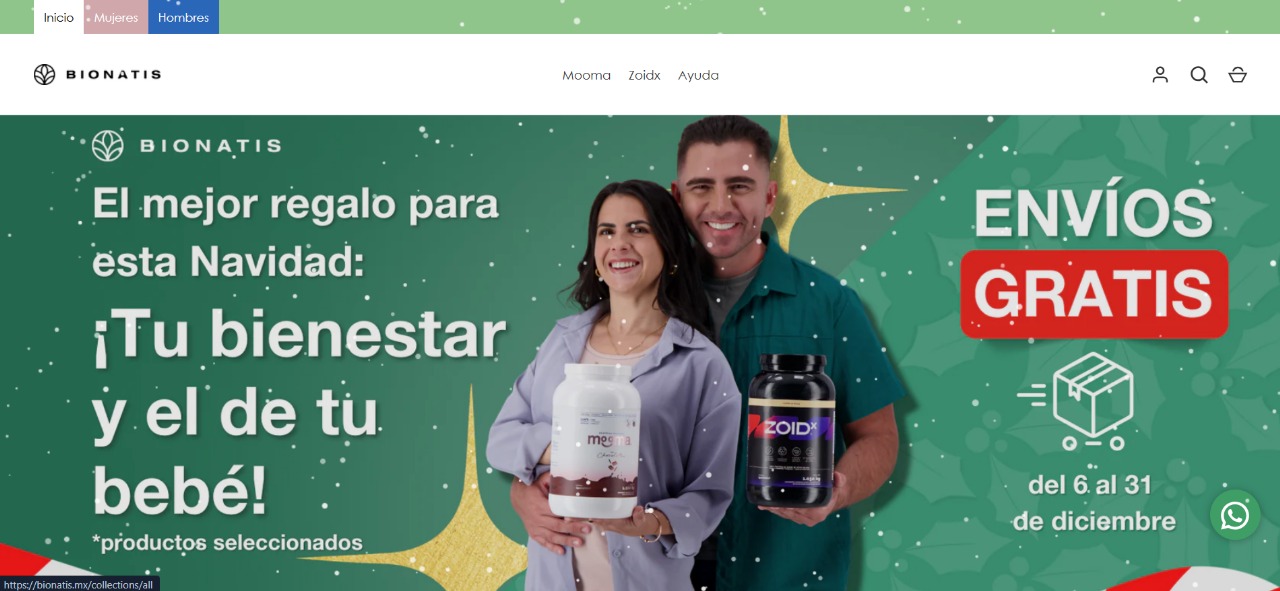 Inicio Mujeres Hombres
BIONATIS
Mooma Zoidx Ayuda
BIONATIS
El mejor regalo para
esta Navidad:
¡Tu bienestar
y el de tu
bebé!
*productos seleccionados
mooma
ZOIDx
ENVÍOS
GRATIS
del 6 al 31
de diciembre
https://bionatis.mx/collections/all